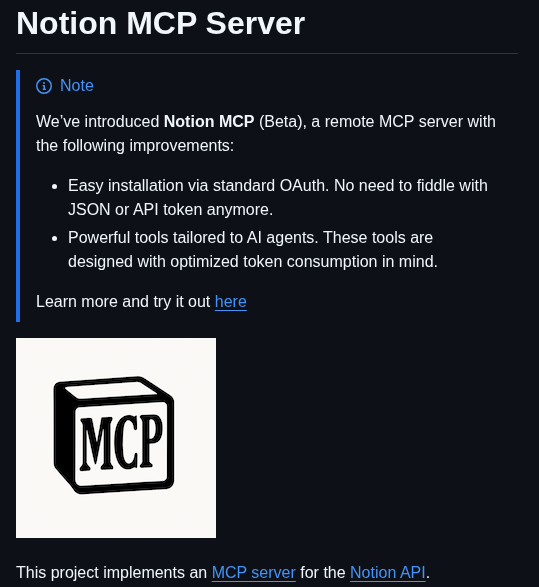 Notion MCP Server
Note
We've introduced Notion MCP (Beta), a remote MCP server with
the following improvements:
• Easy installation via standard OAuth. No need to fiddle with
JSON or API token anymore.
• Powerful tools tailored to AI agents. These tools are
designed with optimized token consumption in mind.
Learn more and try it out here
MCP
This project implements an MCP server for the Notion API.